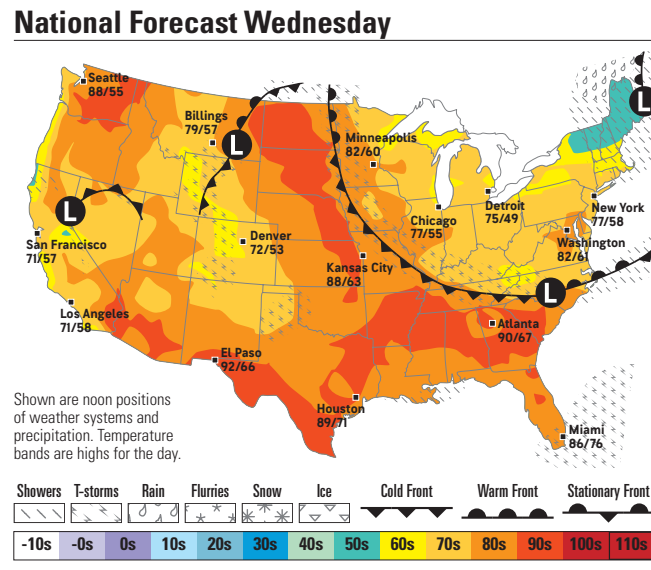 National Forecast Wednesday
Seattle
88/55
Billings
79/57
Minneapolis
82/60
L
L
L
L
Detroit
75/49
New York
77/58
Chicago
77/55
Denver
72/53
Washington
82/61
San Francisco
71/57
Kansas City
88/63
Los Angeles
71/58
Atlanta
90/67
El Paso
92/66
Houston
89/71
Miami
86/76
Shown are noon positions
of weather systems and
precipitation. Temperature
bands are highs for the day.
Showers T-storms Rain Flurries Snow Ice Cold Front Warm Front Stationary Front
-10s -0s 0s 10s 20s 30s 40s 50s 60s 70s 80s 90s 100s 110s